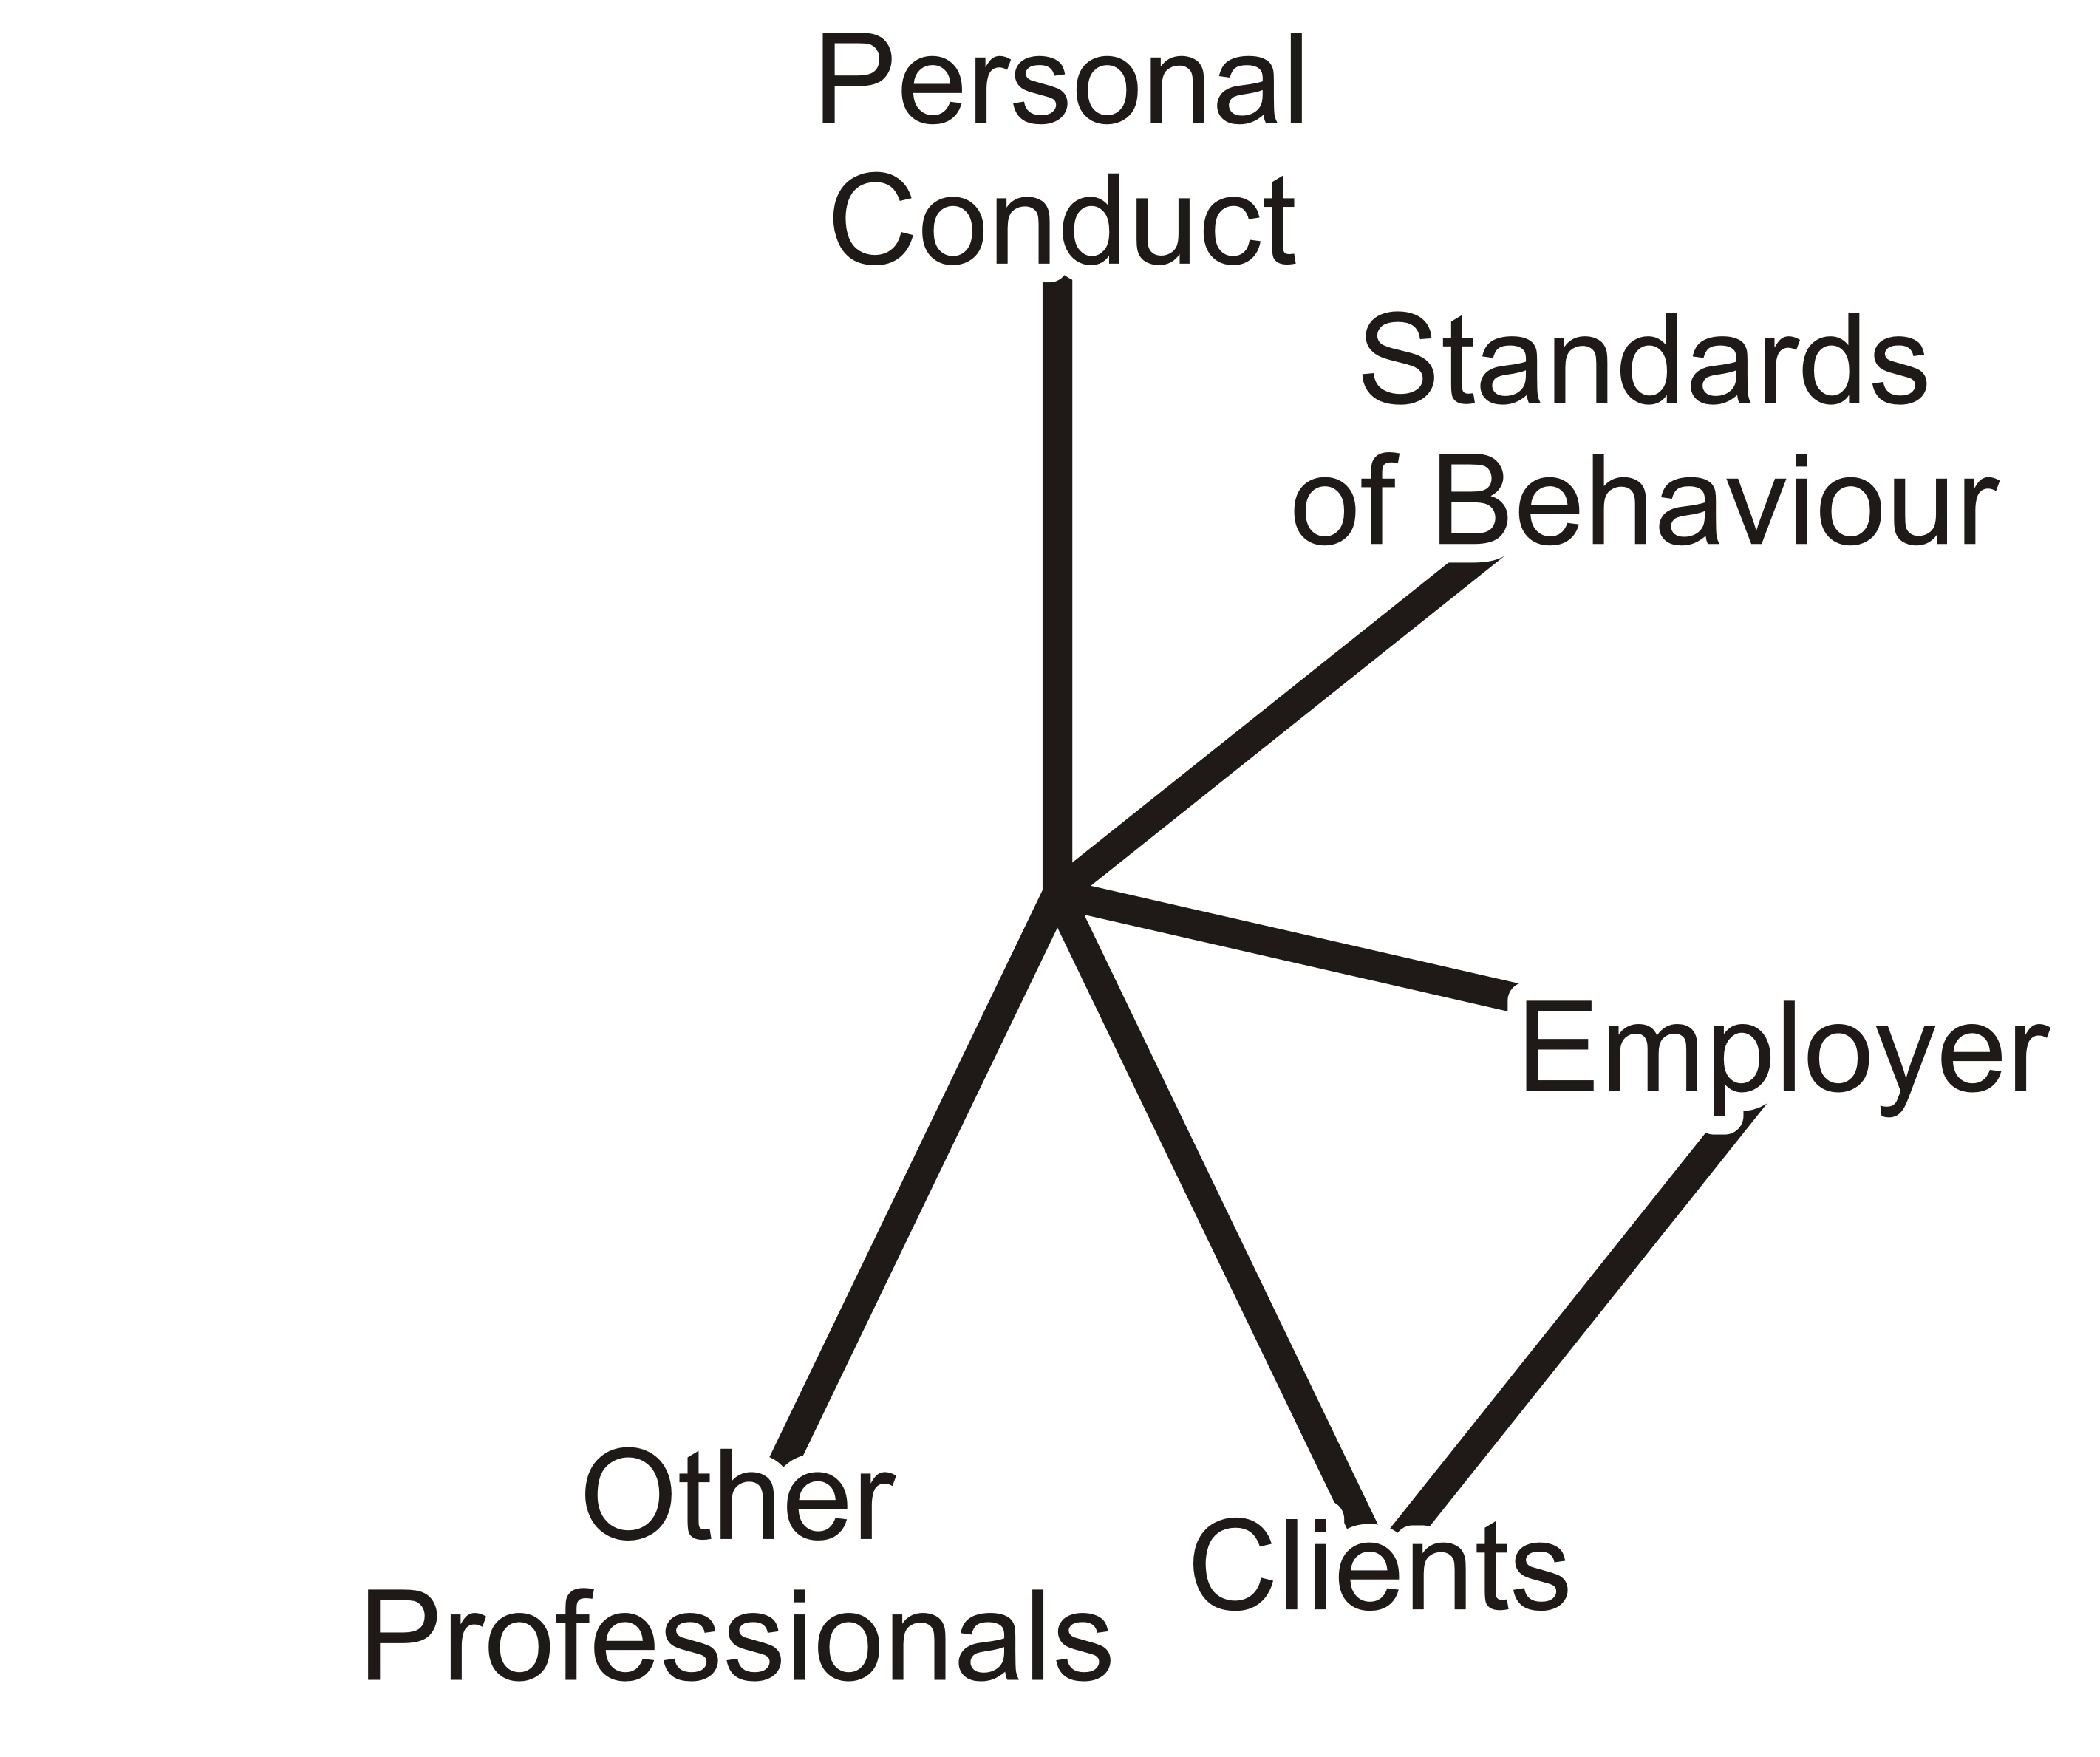 Personal
Conduct
Standards
of Behaviour
Employer
Other
Professionals
Clients